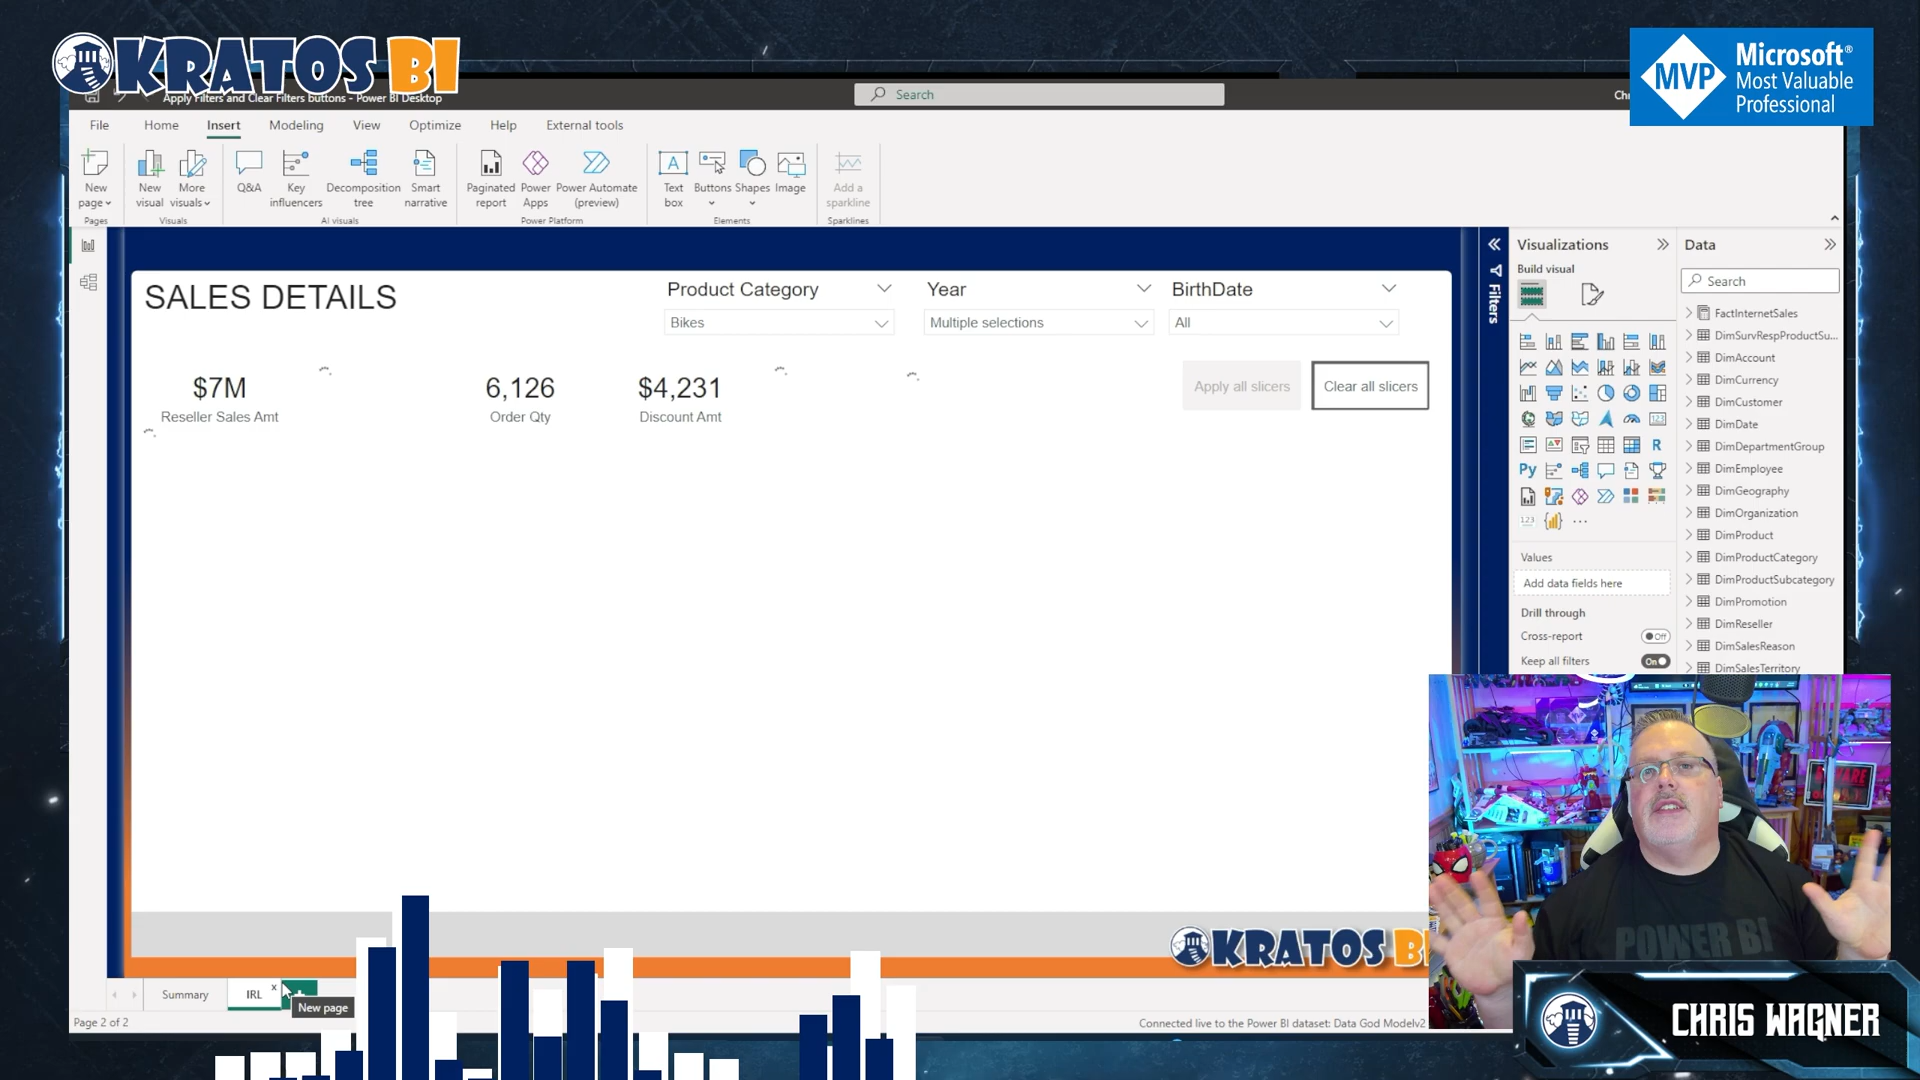 KRATOS BI
MVP
Microsoft®
Most Valuable
Professional
Apply Filters and Clear Filters buttons - Power BI Desktop
Search
File Home Insert Modeling View Optimize Help External tools
New page
New visual
More visuals
Q&A
Key influencers
Decomposition tree
Smart narrative
Paginated report
Power Apps
Power Automate (preview)
Text box
Buttons
Shapes
Image
Add a sparkline
Pages Visuals AI visuals Power Platform Elements Sparklines
SALES DETAILS
Product Category
Bikes
Year
Multiple selections
BirthDate
All
$7M
Reseller Sales Amt
6,126
Order Qty
$4,231
Discount Amt
Apply all slicers
Clear all slicers
Filters
Visualizations
Build visual
R
Py
123
Values
Add data fields here
Drill through
Cross-report Off
Keep all filters On
Data
Search
FactInternetSales
DimSurvRespProductSu...
DimAccount
DimCurrency
DimCustomer
DimDate
DimDepartmentGroup
DimEmployee
DimGeography
DimOrganization
DimProduct
DimProductCategory
DimProductSubcategory
DimPromotion
DimReseller
DimSalesReason
DimSalesTerritory
KRATOS
POWER BI
CHRIS WAGNER
Summary IRL
New page
Page 2 of 2
Connected live to the Power BI dataset: Data God Modelv2